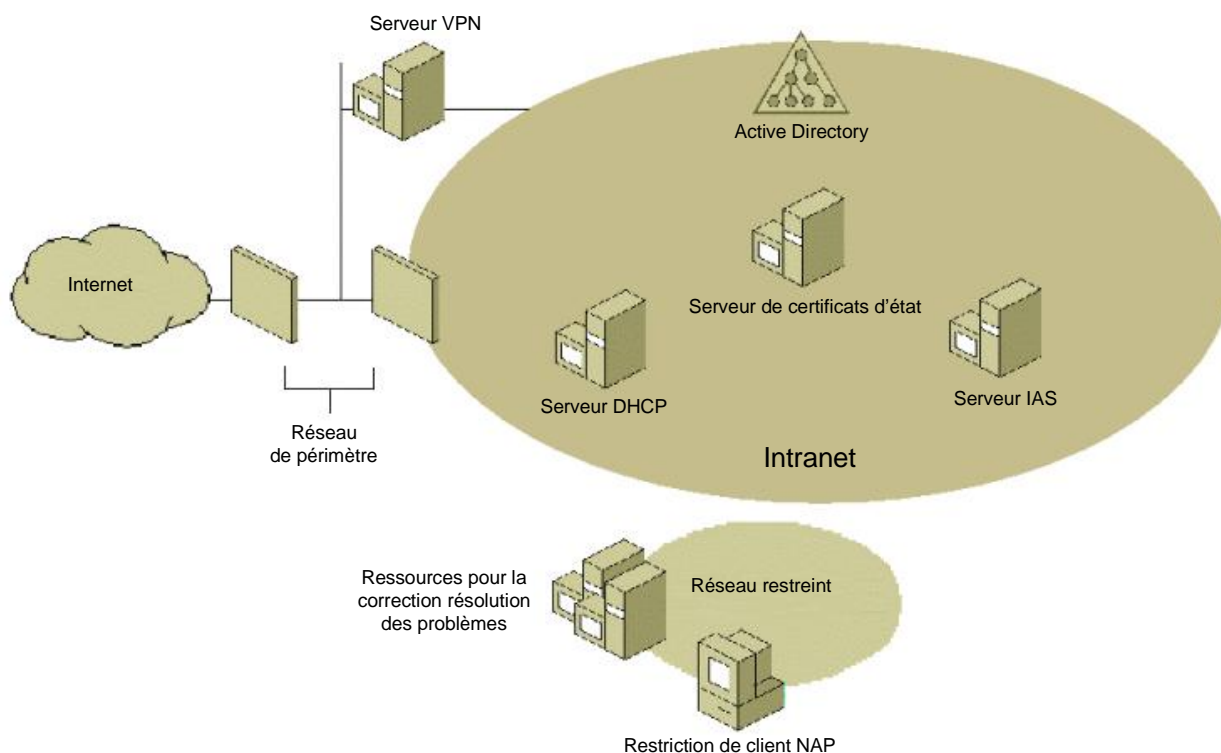 Serveur VPN
Active Directory
Internet
Serveur de certificats d'état
Serveur DHCP
Serveur IAS
Réseau
de périmètre
Intranet
Ressources pour la
correction résolution
des problèmes
Réseau restreint
Restriction de client NAP